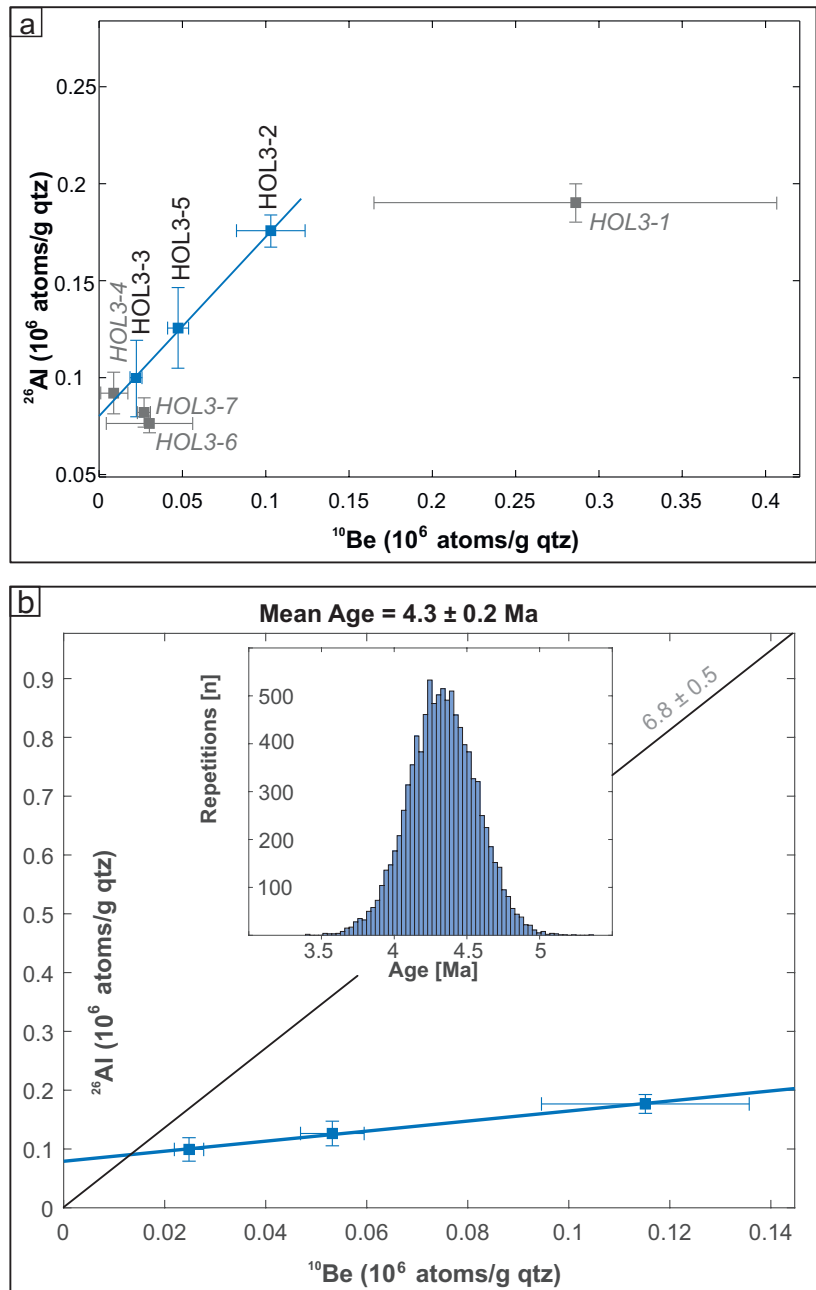 a
0.25
0.2
0.15
0.1
0.05
²⁶Al (10⁶ atoms/g qtz)
HOL3-4
HOL3-3
HOL3-5
HOL3-2
HOL3-1
HOL3-7
HOL3-6
0 0.05 0.1 0.15 0.2 0.25 0.3 0.35 0.4
¹⁰Be (10⁶ atoms/g qtz)
b
Mean Age = 4.3 ± 0.2 Ma
0.9
0.8
0.7
0.6
0.5
0.4
0.3
0.2
0.1
0
²⁶Al (10⁶ atoms/g qtz)
Repetitions [n]
500
400
300
200
100
3.5 4 4.5 5
Age [Ma]
6.8 ± 0.5
0 0.02 0.04 0.06 0.08 0.1 0.12 0.14
¹⁰Be (10⁶ atoms/g qtz)